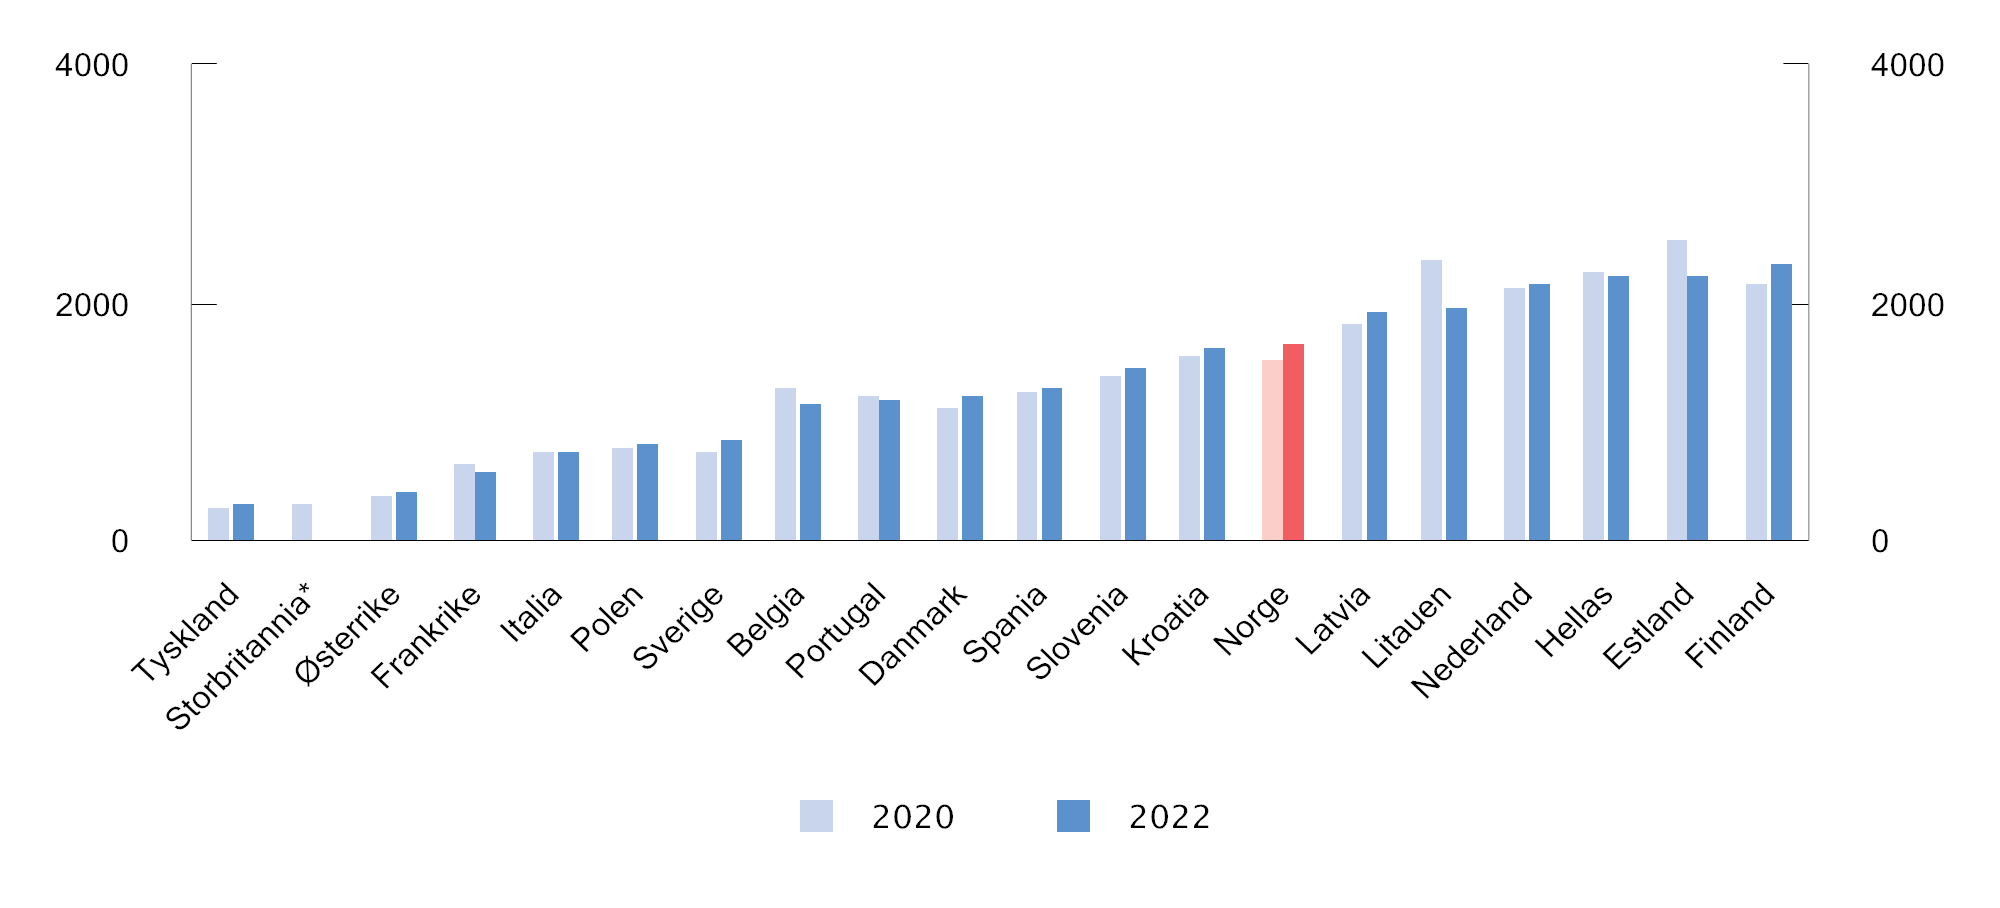 4000 4000
2000 2000
0 0
Tyskland
Storbritannia*
Østerrike
Frankrike
Italia
Polen
Sverige
Belgia
Portugal
Danmark
Spania
Slovenia
Kroatia
Norge
Latvia
Litauen
Nederland
Hellas
Estland
Finland
2020 2022